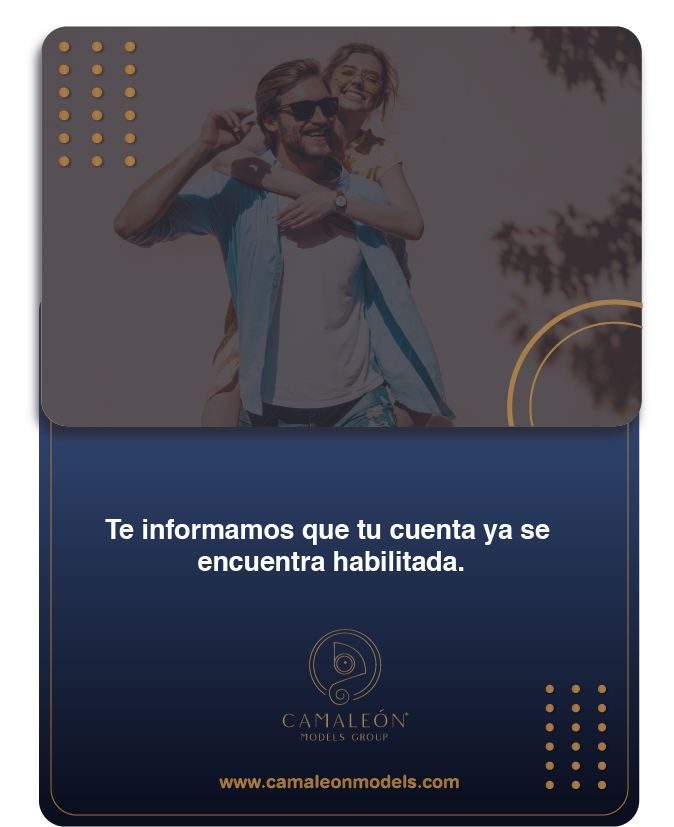 Te informamos que tu cuenta ya se
encuentra habilitada.
CAMALEÓN
MODELS GROUP
www.camaleonmodels.com